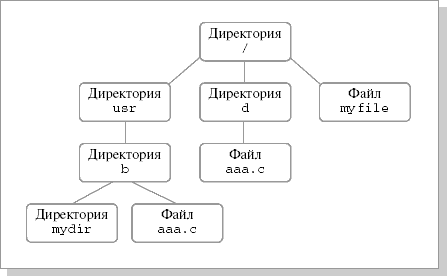 Директория
/
Директория
usr
Директория
d
Файл
myfile
Директория
b
Файл
aaa.c
Директория
mydir
Файл
aaa.c